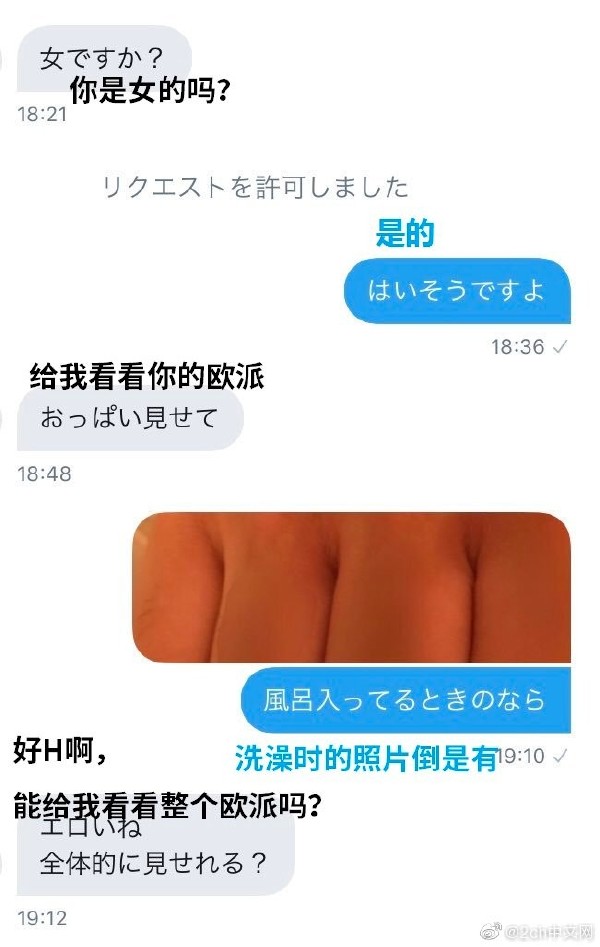 女ですか？
你是女的吗？
18:21
リクエストを許可しました
是的
はいそうですよ
18:36
给我看看你的欧派
おっぱい見せて
18:48
風呂入ってるときのなら
洗澡时的照片倒是有
19:10
好H啊，
能给我看看整个欧派吗？
エロいね
全体的に見せれる？
19:12
@2ch中文网